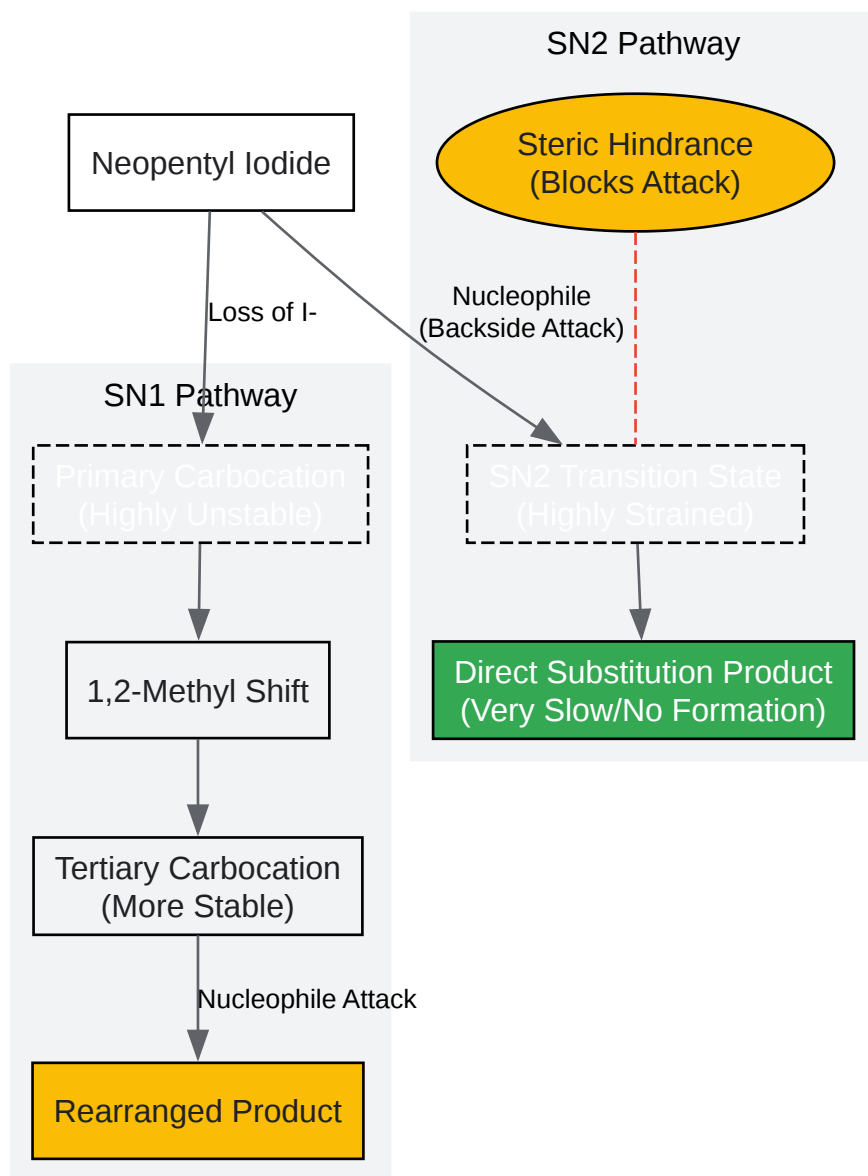 SN2 Pathway
Steric Hindrance
(Blocks Attack)
Neopentyl Iodide
Loss of I-
Nucleophile
(Backside Attack)
SN1 Pathway
Primary Carbocation
(Highly Unstable)
SN2 Transition State
(Highly Strained)
1,2-Methyl Shift
Direct Substitution Product
(Very Slow/No Formation)
Tertiary Carbocation
(More Stable)
Nucleophile Attack
Rearranged Product